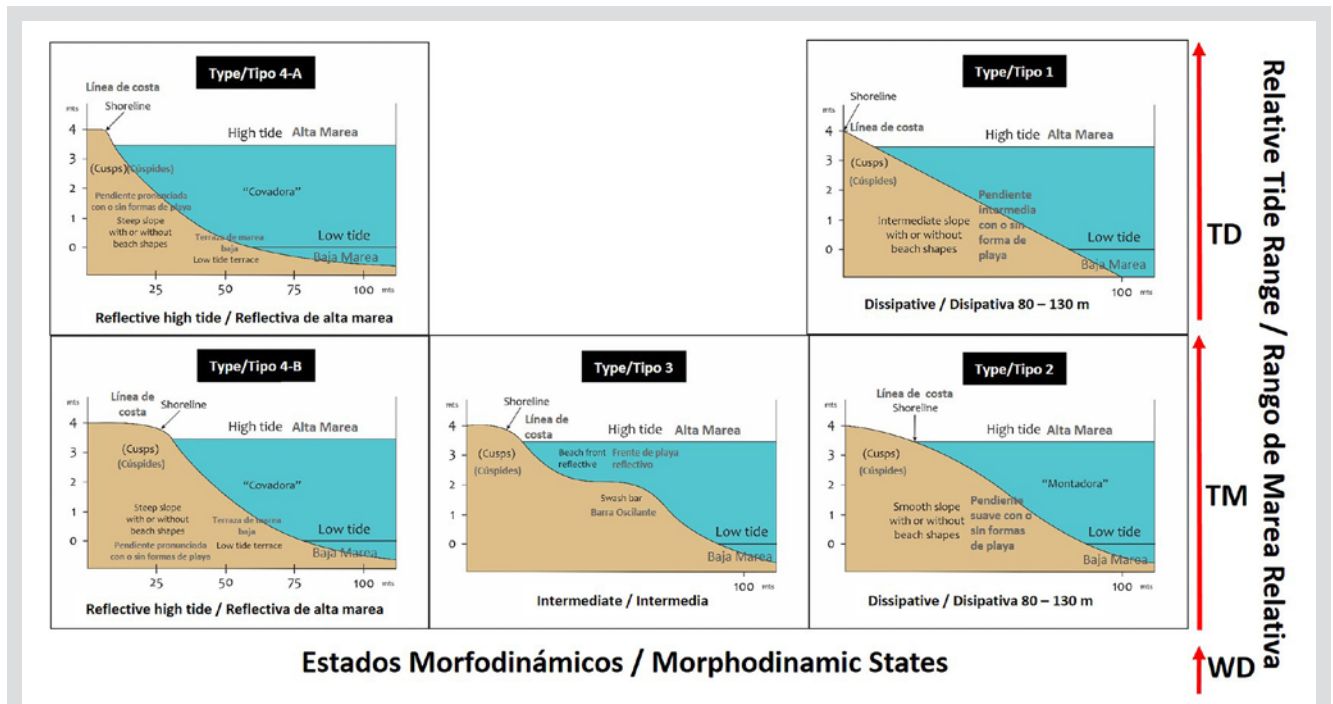 Type/Tipo 4-A
Línea de costa
Shoreline
mts
High tide Alta Marea
4
3
2
1
0
(Cusps)(Cúspides)
"Covadora"
Pendiente pronunciada
con o sin formas de playa
Steep slope
with or without
beach shapes
Terraza de marea
baja
Low tide terrace
Low tide
Baja Marea
25 50 75 100 mts
Reflective high tide / Reflectiva de alta marea
Type/Tipo 1
Shoreline
mts
Línea de costa
High tide Alta Marea
4
3
2
1
0
(Cusps)
(Cúspides)
Intermediate slope
with or without
beach shapes
Pendiente
intermedia
con o sin
forma de
playa
Low tide
Baja Marea
100 mts
Dissipative / Disipativa 80 – 130 m
Type/Tipo 4-B
Línea de
costa
Shoreline
mts
High tide Alta Marea
4
3
2
1
0
(Cusps)
(Cúspides)
"Covadora"
Steep slope
with or without
beach shapes
Pendiente pronunciada
con o sin formas de playa
Terraza de marea
baja
Low tide terrace
Low tide
Baja Marea
25 50 75 100 mts
Reflective high tide / Reflectiva de alta marea
Type/Tipo 3
Shoreline
mts
Línea de
costa
High tide Alta Marea
4
3
2
1
0
(Cusps)
(Cúspides)
Beach front
reflective
Frente de playa
reflectivo
Swash bar
Barra Oscilante
Low tide
Baja Marea
100 mts
Intermediate / Intermedia
Type/Tipo 2
Línea de costa
Shoreline
mts
High tide Alta Marea
4
3
2
1
0
(Cusps)
(Cúspides)
"Montadora"
Smooth slope
with or without
beach shapes
Pendiente
suave con o
sin formas
de playa
Low tide
Baja Marea
100 mts
Dissipative / Disipativa 80 – 130 m
TD
TM
WD
Relative Tide Range / Rango de Marea Relativa
Estados Morfodinámicos / Morphodinamic States